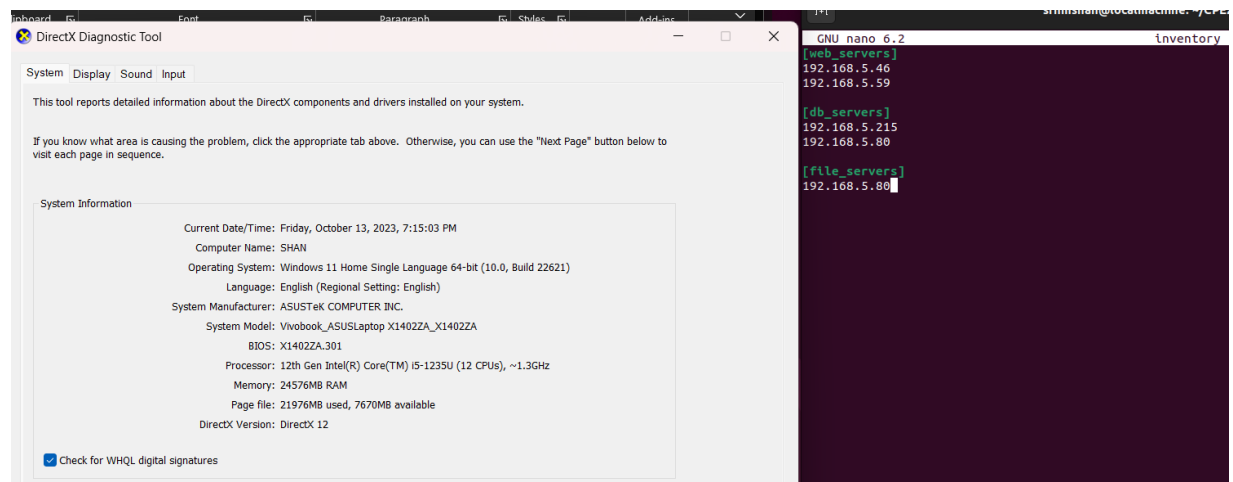 Font Paragraph Styles Add-ins
DirectX Diagnostic Tool
System Display Sound Input
This tool reports detailed information about the DirectX components and drivers installed on your system.
If you know what area is causing the problem, click the appropriate tab above.  Otherwise, you can use the "Next Page" button below to
visit each page in sequence.
System Information
Current Date/Time: Friday, October 13, 2023, 7:15:03 PM
Computer Name: SHAN
Operating System: Windows 11 Home Single Language 64-bit (10.0, Build 22621)
Language: English (Regional Setting: English)
System Manufacturer: ASUSTeK COMPUTER INC.
System Model: Vivobook_ASUSLaptop X1402ZA_X1402ZA
BIOS: X1402ZA.301
Processor: 12th Gen Intel(R) Core(TM) i5-1235U (12 CPUs), ~1.3GHz
Memory: 24576MB RAM
Page file: 21976MB used, 7670MB available
DirectX Version: DirectX 12
Check for WHQL digital signatures
GNU nano 6.2 inventory
[web_servers]
192.168.5.46
192.168.5.59
[db_servers]
192.168.5.215
192.168.5.80
[file_servers]
192.168.5.80